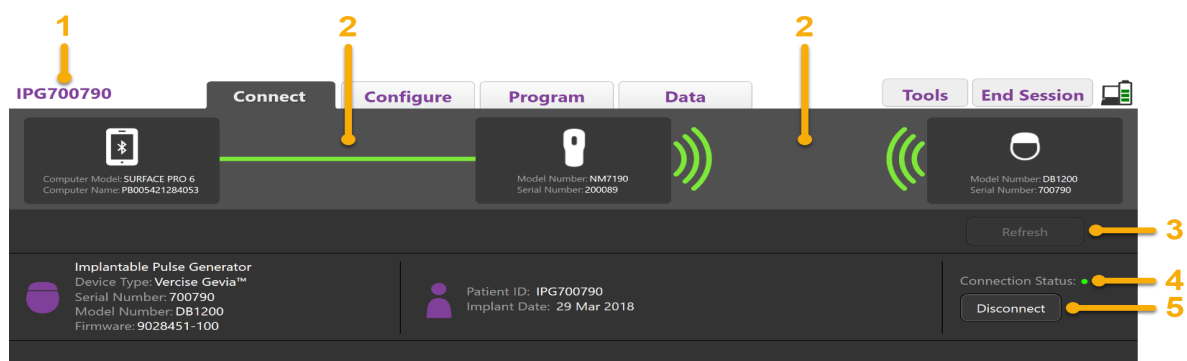 1
2
2
IPG700790
Connect
Configure
Program
Data
Tools
End Session
Computer Model: SURFACE PRO 6
Computer Name: PB005421284053
Model Number: NM7190
Serial Number: 200089
Model Number: DB1200
Serial Number: 700790
Refresh
3
Implantable Pulse Generator
Device Type: Vercise Gevia™
Serial Number: 700790
Model Number: DB1200
Firmware: 9028451-100
Patient ID: IPG700790
Implant Date: 29 Mar 2018
Connection Status:
4
Disconnect
5